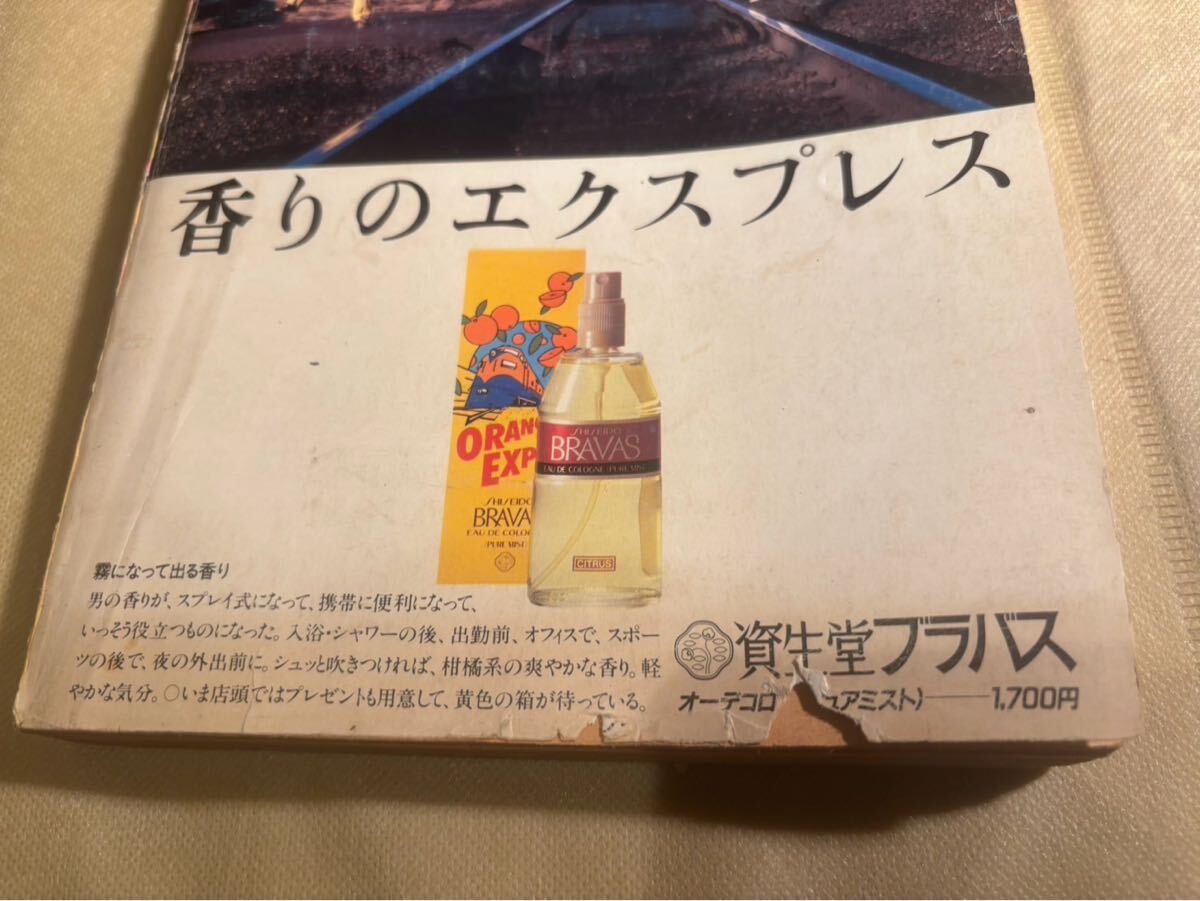 香りのエクスプレス
ORAN
EXP
SHISEIDO
BRAVA
EAU DE COLO
(PURE MIST)
SHISEIDO
BRAVAS
EAU DE COLOGNE (PURE MIST)
CITRUS
霧になって出る香り
男の香りが、スプレイ式になって、携帯に便利になって、
いっそう役立つものになった。入浴・シャワーの後、出勤前、オフィスで、スポー
ツの後で、夜の外出前に。シュッと吹きつければ、柑橘系の爽やかな香り。軽
やかな気分。○いま店頭ではプレゼントも用意して、黄色の箱が待っている。
資生堂ブラバス
オーデコロ ュアミスト)——1,700円